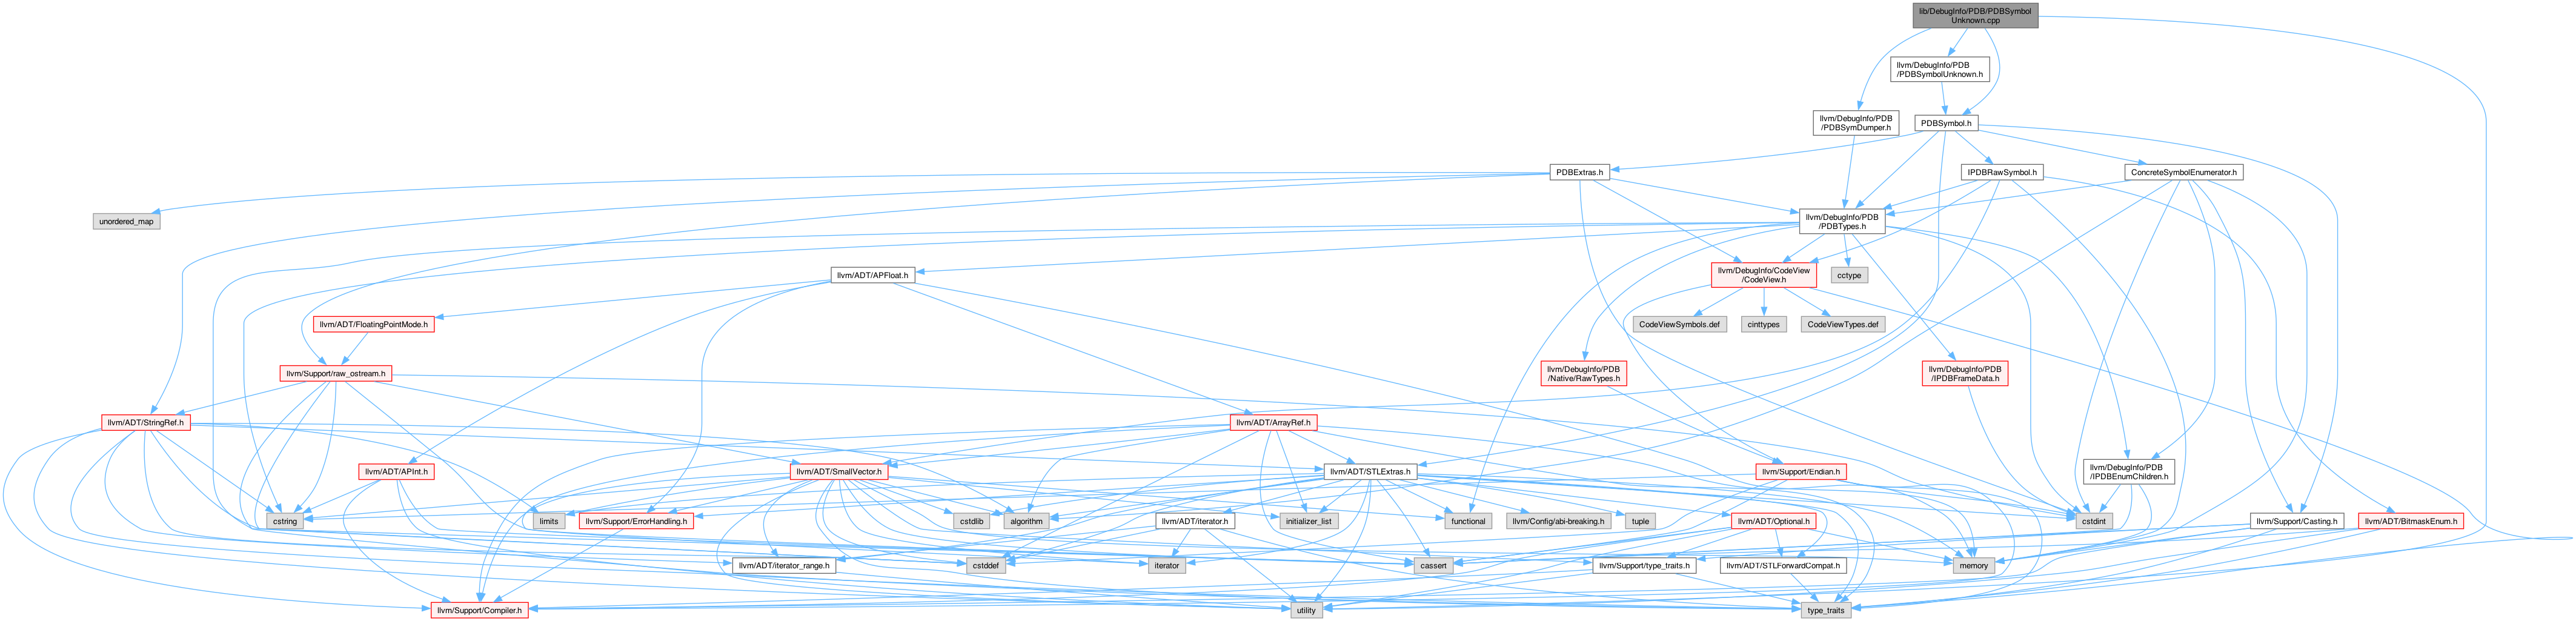 lib/DebugInfo/PDB/PDBSymbol
Unknown.cpp
llvm/DebugInfo/PDB
/PDBSymbolUnknown.h
llvm/DebugInfo/PDB
/PDBSymDumper.h
PDBSymbol.h
PDBExtras.h
IPDBRawSymbol.h
ConcreteSymbolEnumerator.h
unordered_map
llvm/DebugInfo/PDB
/PDBTypes.h
llvm/ADT/APFloat.h
llvm/DebugInfo/CodeView
/CodeView.h
cctype
llvm/ADT/FloatingPointMode.h
CodeViewSymbols.def
cinttypes
CodeViewTypes.def
llvm/Support/raw_ostream.h
llvm/DebugInfo/PDB
/Native/RawTypes.h
llvm/DebugInfo/PDB
/IPDBFrameData.h
llvm/ADT/StringRef.h
llvm/ADT/ArrayRef.h
llvm/ADT/APInt.h
llvm/ADT/SmallVector.h
llvm/ADT/STLExtras.h
llvm/Support/Endian.h
llvm/DebugInfo/PDB
/IPDBEnumChildren.h
cstring
limits
llvm/Support/ErrorHandling.h
cstdlib
algorithm
llvm/ADT/iterator.h
initializer_list
functional
llvm/Config/abi-breaking.h
tuple
llvm/ADT/Optional.h
cstdint
llvm/Support/Casting.h
llvm/ADT/BitmaskEnum.h
llvm/ADT/iterator_range.h
cstddef
iterator
cassert
llvm/Support/type_traits.h
llvm/ADT/STLForwardCompat.h
memory
llvm/Support/Compiler.h
utility
type_traits